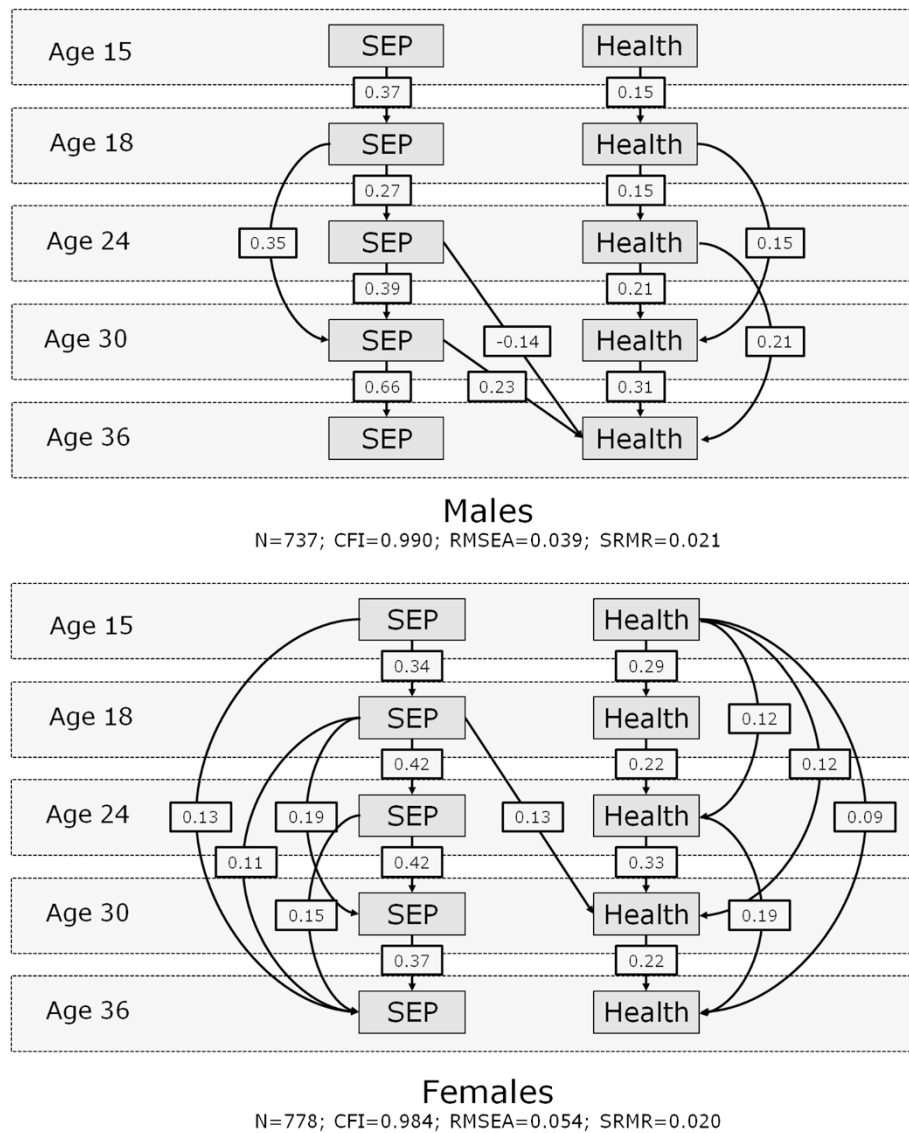 Age 15 SEP Health
0.37 0.15
Age 18 SEP Health
0.27 0.15
Age 24 SEP Health
0.35 0.15
0.39 0.21
Age 30 SEP Health
-0.14 0.21
0.66 0.23 0.31
Age 36 SEP Health
Males
N=737; CFI=0.990; RMSEA=0.039; SRMR=0.021
Age 15 SEP Health
0.34 0.29
Age 18 SEP Health
0.12
0.42 0.22
0.12
Age 24 SEP Health
0.13 0.19 0.13 0.09
0.11 0.42 0.33
Age 30 SEP Health
0.15 0.19
0.37 0.22
Age 36 SEP Health
Females
N=778; CFI=0.984; RMSEA=0.054; SRMR=0.020